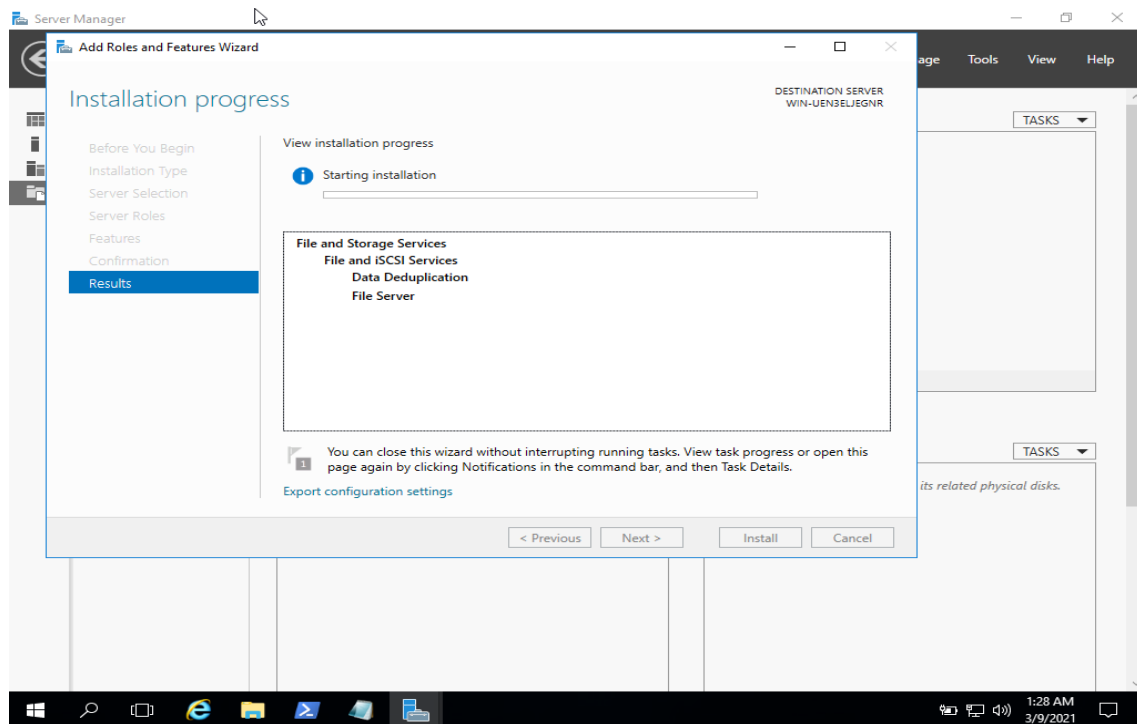 Server Manager
Add Roles and Features Wizard
age Tools View Help
Installation progress
DESTINATION SERVER
WIN-UEN3ELJEGNR
TASKS
Before You Begin
Installation Type
Server Selection
Server Roles
Features
Confirmation
Results
View installation progress
Starting installation
File and Storage Services
File and iSCSI Services
Data Deduplication
File Server
1
You can close this wizard without interrupting running tasks. View task progress or open this
page again by clicking Notifications in the command bar, and then Task Details.
Export configuration settings
TASKS
its related physical disks.
< Previous Next > Install Cancel
1:28 AM
3/9/2021